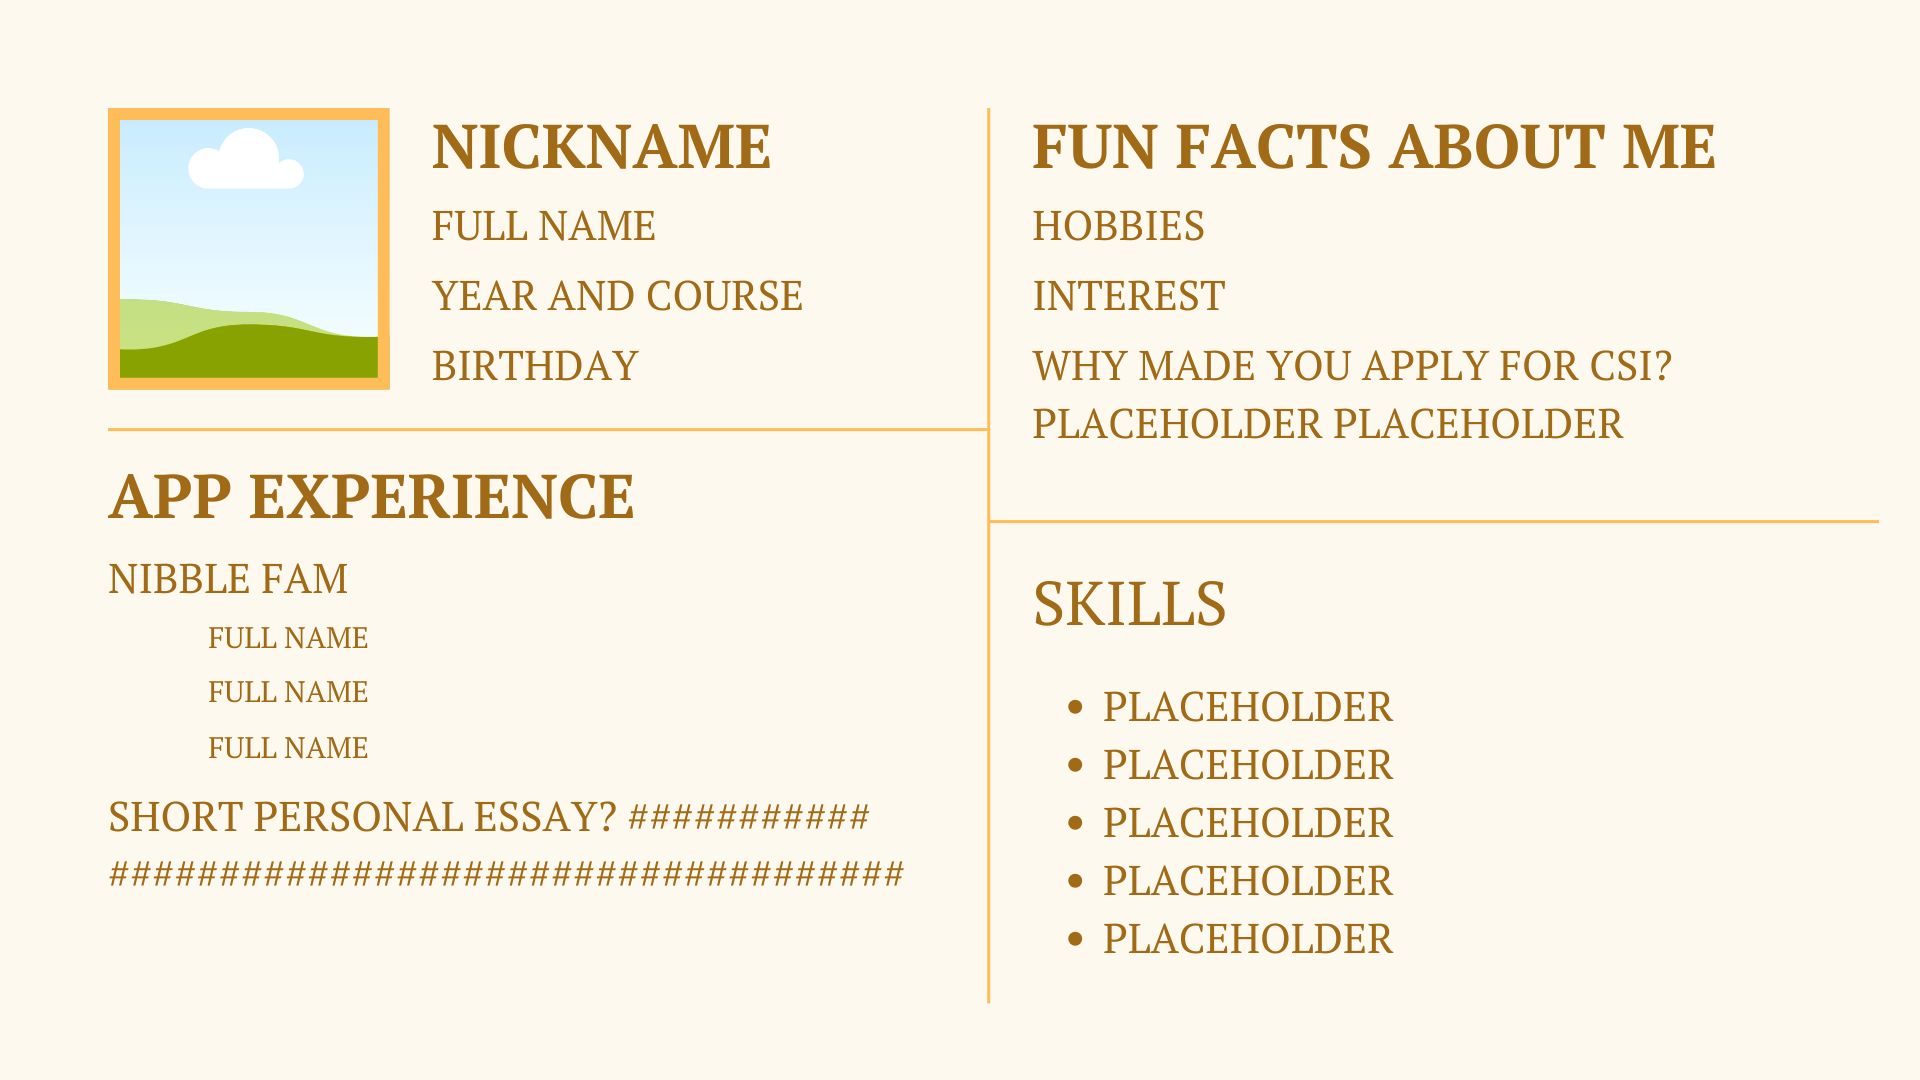 NICKNAME
FULL NAME
YEAR AND COURSE
BIRTHDAY
APP EXPERIENCE
NIBBLE FAM
FULL NAME
FULL NAME
FULL NAME
SHORT PERSONAL ESSAY? ###########
####################################
FUN FACTS ABOUT ME
HOBBIES
INTEREST
WHY MADE YOU APPLY FOR CSI?
PLACEHOLDER PLACEHOLDER
SKILLS
• PLACEHOLDER
• PLACEHOLDER
• PLACEHOLDER
• PLACEHOLDER
• PLACEHOLDER